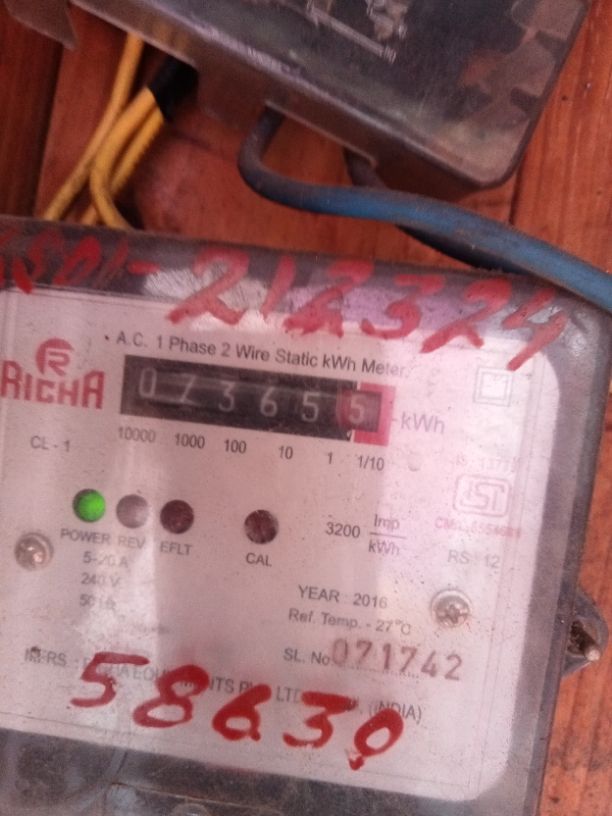 212324
A.C. 1 Phase 2 Wire Static kWh Meter.
RICHA
073655 kWh
CL - 1 10000 1000 100 10 1 1/10
POWER REV EFLT CAL
3200 Imp/kWh
RS : 12
5-20 A
240 V
YEAR : 2016
Ref. Temp. - 27°C
SL. No 071742
(INDIA)
58630